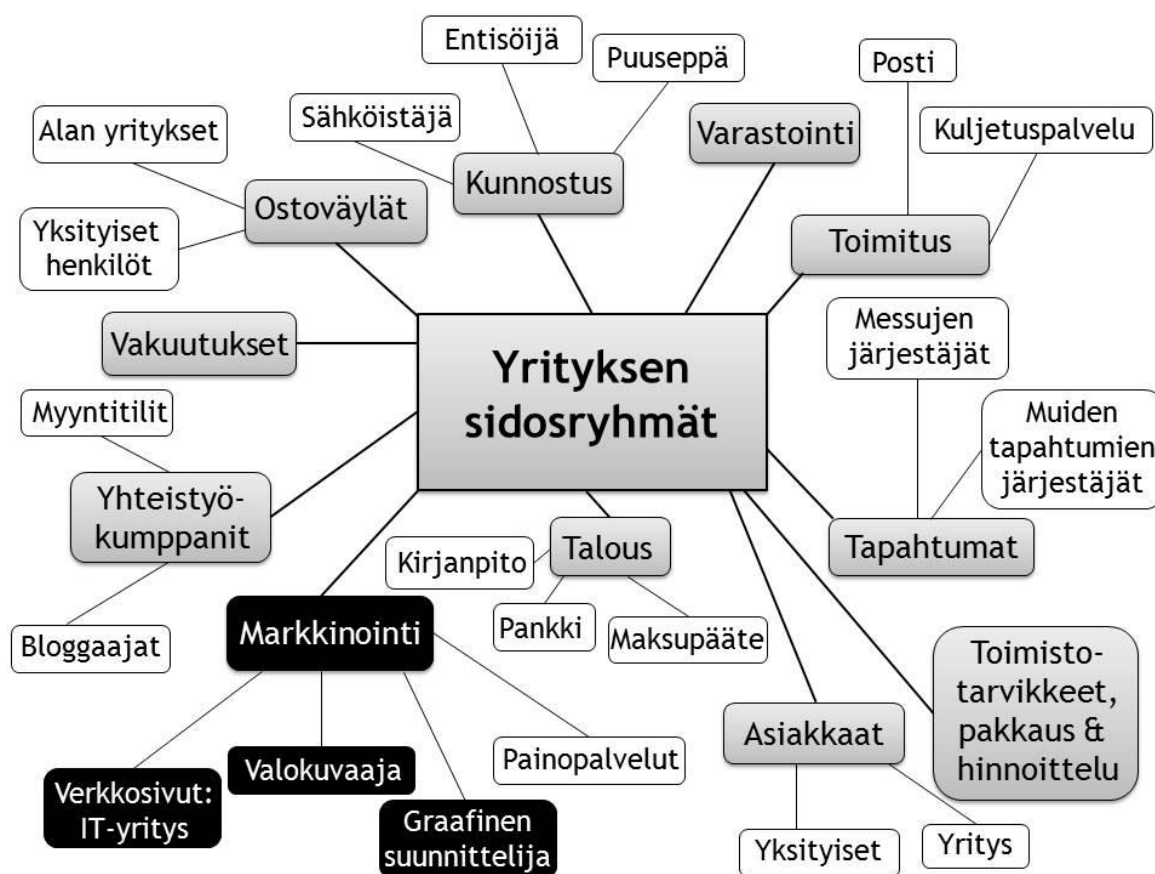 Entisöijä
Puuseppä
Posti
Sähköistäjä
Alan yritykset
Varastointi
Kuljetuspalvelu
Kunnostus
Ostoväylät
Yksityiset
henkilöt
Toimitus
Vakuutukset
Messujen
järjestäjät
Yrityksen
sidosryhmät
Myyntitilit
Muiden
tapahtumien
järjestäjät
Yhteistyö-
kumppanit
Kirjanpito
Talous
Tapahtumat
Bloggaajat
Markkinointi
Pankki
Maksupääte
Toimisto-
tarvikkeet,
pakkaus &
hinnoittelu
Asiakkaat
Painopalvelut
Valokuvaaja
Verkkosivut:
IT-yritys
Graafinen
suunnittelija
Yksityiset
Yritys